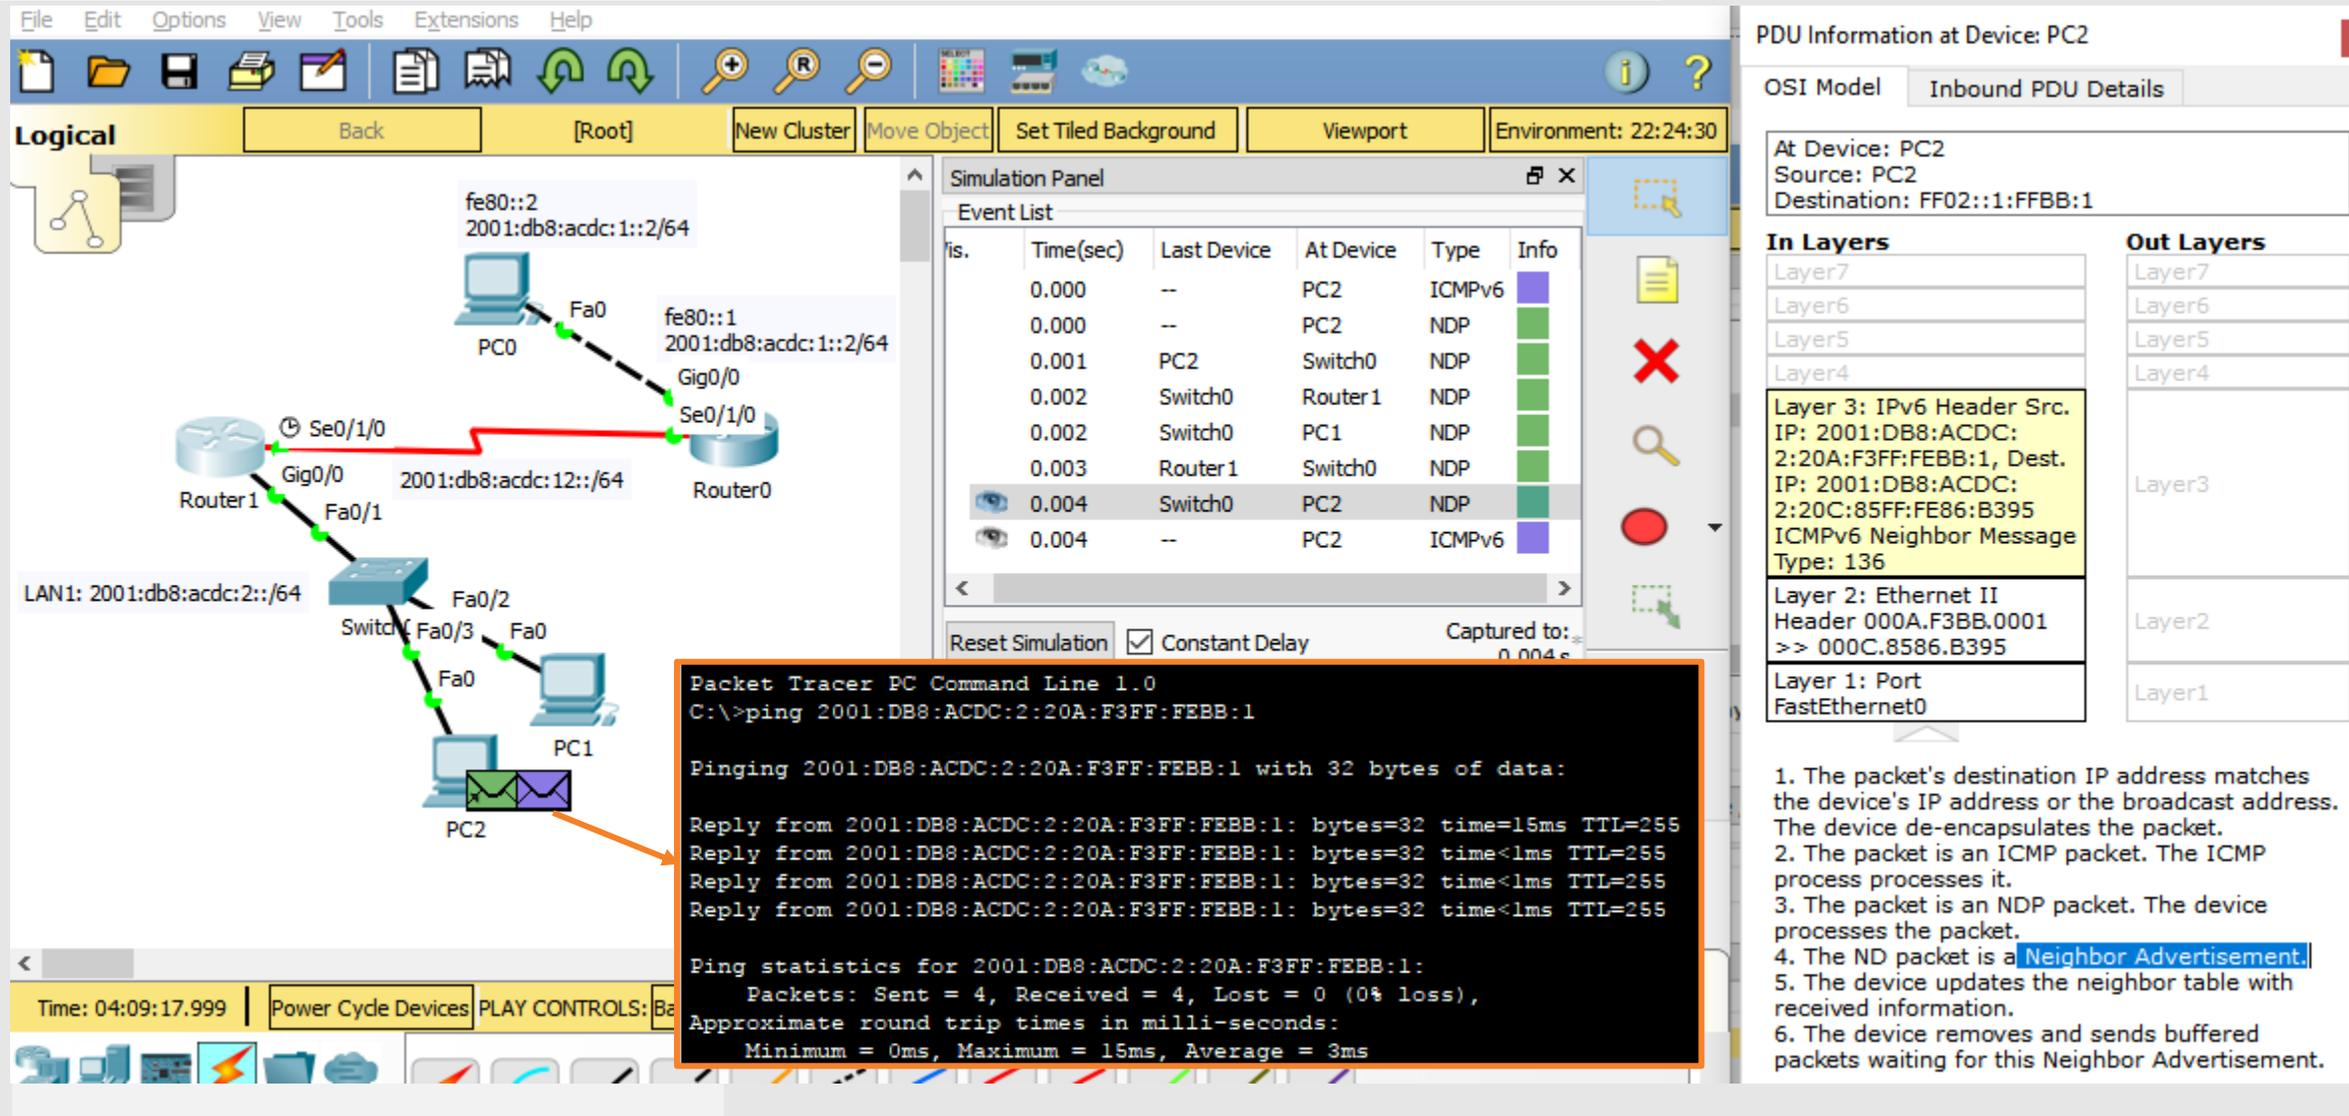 File Edit Options View Tools Extensions Help
Logical
Back
[Root]
New Cluster
Move Object
Set Tiled Background
Viewport
Environment: 22:24:30
fe80::2
2001:db8:acdc:1::2/64
Fa0
PC0
fe80::1
2001:db8:acdc:1::2/64
Gig0/0
Se0/1/0
Se0/1/0
Gig0/0
2001:db8:acdc:12::/64
Router1
Router0
Fa0/1
LAN1: 2001:db8:acdc:2::/64
Fa0/2
Fa0/3
Fa0
Fa0
PC1
PC2
Simulation Panel
Event List
Time(sec) Last Device At Device Type Info
0.000 -- PC2 ICMPv6
0.000 -- PC2 NDP
0.001 PC2 Switch0 NDP
0.002 Switch0 Router1 NDP
0.002 Switch0 PC1 NDP
0.003 Router1 Switch0 NDP
0.004 Switch0 PC2 NDP
0.004 -- PC2 ICMPv6
Reset Simulation Constant Delay Captured to:
0.004 s
Time: 04:09:17.999
Power Cycle Devices PLAY CONTROLS:
Packet Tracer PC Command Line 1.0
C:\>ping 2001:DB8:ACDC:2:20A:F3FF:FEBB:1
Pinging 2001:DB8:ACDC:2:20A:F3FF:FEBB:1 with 32 bytes of data:
Reply from 2001:DB8:ACDC:2:20A:F3FF:FEBB:1: bytes=32 time=15ms TTL=255
Reply from 2001:DB8:ACDC:2:20A:F3FF:FEBB:1: bytes=32 time<1ms TTL=255
Reply from 2001:DB8:ACDC:2:20A:F3FF:FEBB:1: bytes=32 time<1ms TTL=255
Reply from 2001:DB8:ACDC:2:20A:F3FF:FEBB:1: bytes=32 time<1ms TTL=255
Ping statistics for 2001:DB8:ACDC:2:20A:F3FF:FEBB:1:
Packets: Sent = 4, Received = 4, Lost = 0 (0% loss),
Approximate round trip times in milli-seconds:
Minimum = 0ms, Maximum = 15ms, Average = 3ms
PDU Information at Device: PC2
OSI Model Inbound PDU Details
At Device: PC2
Source: PC2
Destination: FF02::1:FFBB:1
In Layers
Layer7
Layer6
Layer5
Layer4
Layer 3: IPv6 Header Src.
IP: 2001:DB8:ACDC:
2:20A:F3FF:FEBB:1, Dest.
IP: 2001:DB8:ACDC:
2:20C:85FF:FE86:B395
ICMPv6 Neighbor Message
Type: 136
Layer 2: Ethernet II
Header 000A.F3BB.0001
>> 000C.8586.B395
Layer 1: Port
FastEthernet0
Out Layers
Layer7
Layer6
Layer5
Layer4
Layer3
Layer2
Layer1
1. The packet's destination IP address matches
the device's IP address or the broadcast address.
The device de-encapsulates the packet.
2. The packet is an ICMP packet. The ICMP
process processes it.
3. The packet is an NDP packet. The device
processes the packet.
4. The ND packet is a Neighbor Advertisement.
5. The device updates the neighbor table with
received information.
6. The device removes and sends buffered
packets waiting for this Neighbor Advertisement.